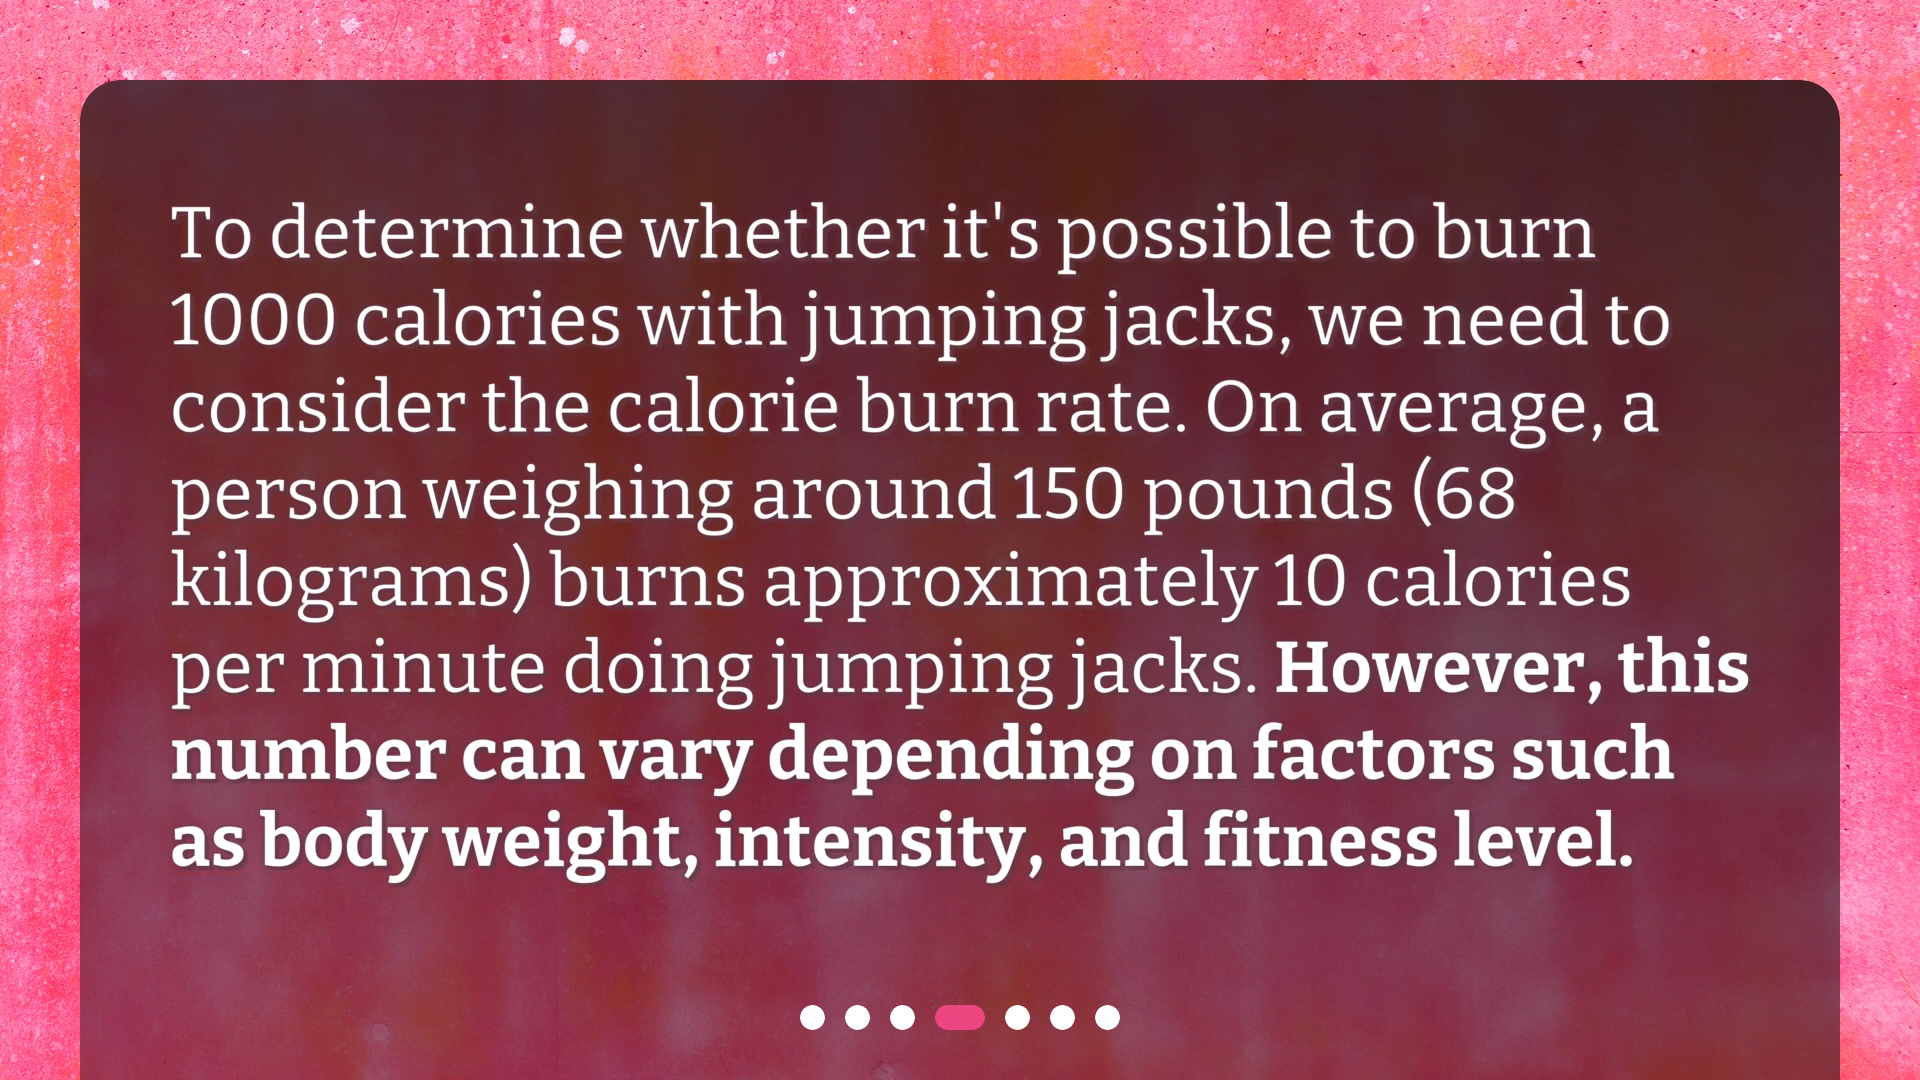 To determine whether it's possible to burn
1000 calories with jumping jacks, we need to
consider the calorie burn rate. On average, a
person weighing around 150 pounds (68
kilograms) burns approximately 10 calories
per minute doing jumping jacks. However, this
number can vary depending on factors such
as body weight, intensity, and fitness level.